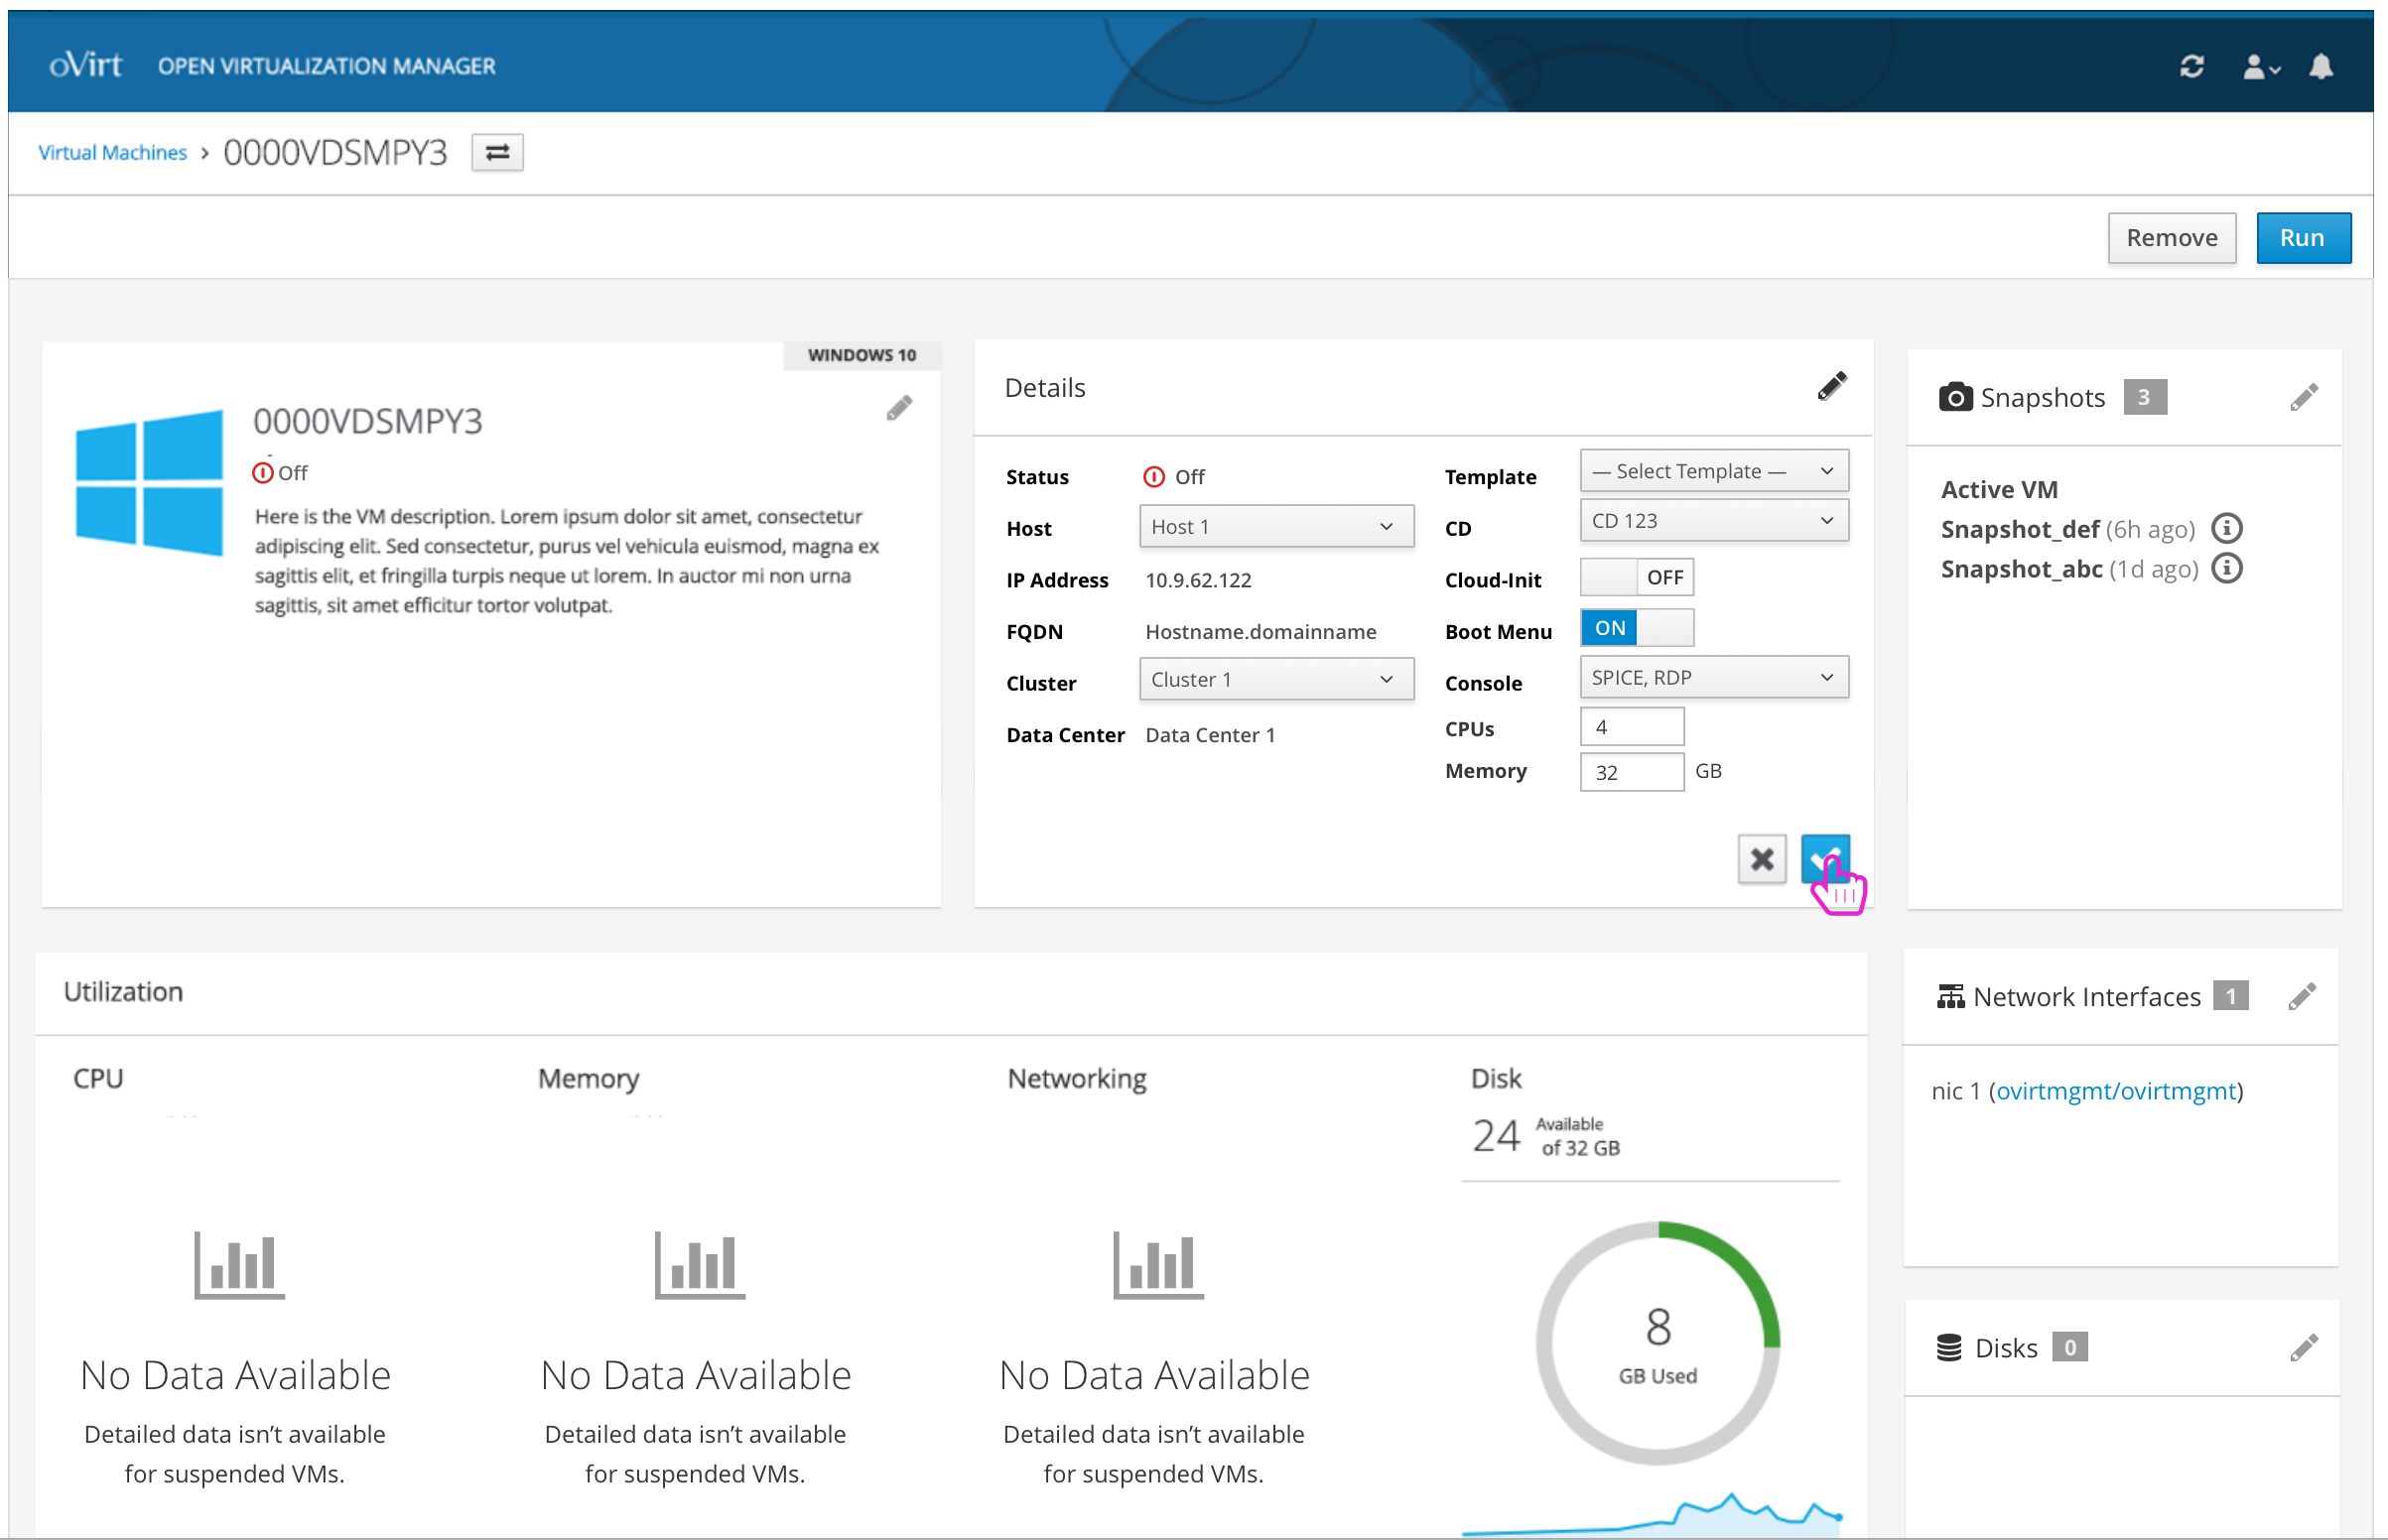 oVirt OPEN VIRTUALIZATION MANAGER
Virtual Machines › 0000VDSMPY3
Remove Run
WINDOWS 10
0000VDSMPY3
Off
Here is the VM description. Lorem ipsum dolor sit amet, consectetur
adipiscing elit. Sed consectetur, purus vel vehicula euismod, magna ex
sagittis elit, et fringilla turpis neque ut lorem. In auctor mi non urna
sagittis, sit amet efficitur tortor volutpat.
Details
Status Off
Host Host 1
IP Address 10.9.62.122
FQDN Hostname.domainname
Cluster Cluster 1
Data Center Data Center 1
Template — Select Template —
CD CD 123
Cloud-Init OFF
Boot Menu ON
Console SPICE, RDP
CPUs 4
Memory 32 GB
Snapshots 3
Active VM
Snapshot_def (6h ago)
Snapshot_abc (1d ago)
Utilization
CPU
No Data Available
Detailed data isn’t available
for suspended VMs.
Memory
No Data Available
Detailed data isn’t available
for suspended VMs.
Networking
No Data Available
Detailed data isn’t available
for suspended VMs.
Disk
24 Available
of 32 GB
8
GB Used
Network Interfaces 1
nic 1 (ovirtmgmt/ovirtmgmt)
Disks 0